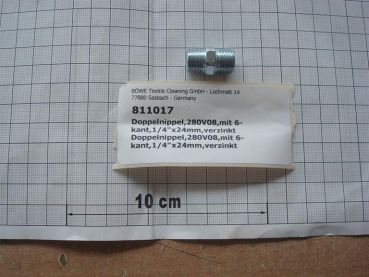 BÖWE Textile Cleaning GmbH - Lachmatt 1A
77880 Sasbach - Germany
811017
Doppelnippel,280V08,mit 6-
kant,1/4"x24mm,verzinkt
Doppelnippel,280V08,mit 6-
kant,1/4"x24mm,verzinkt
10 cm